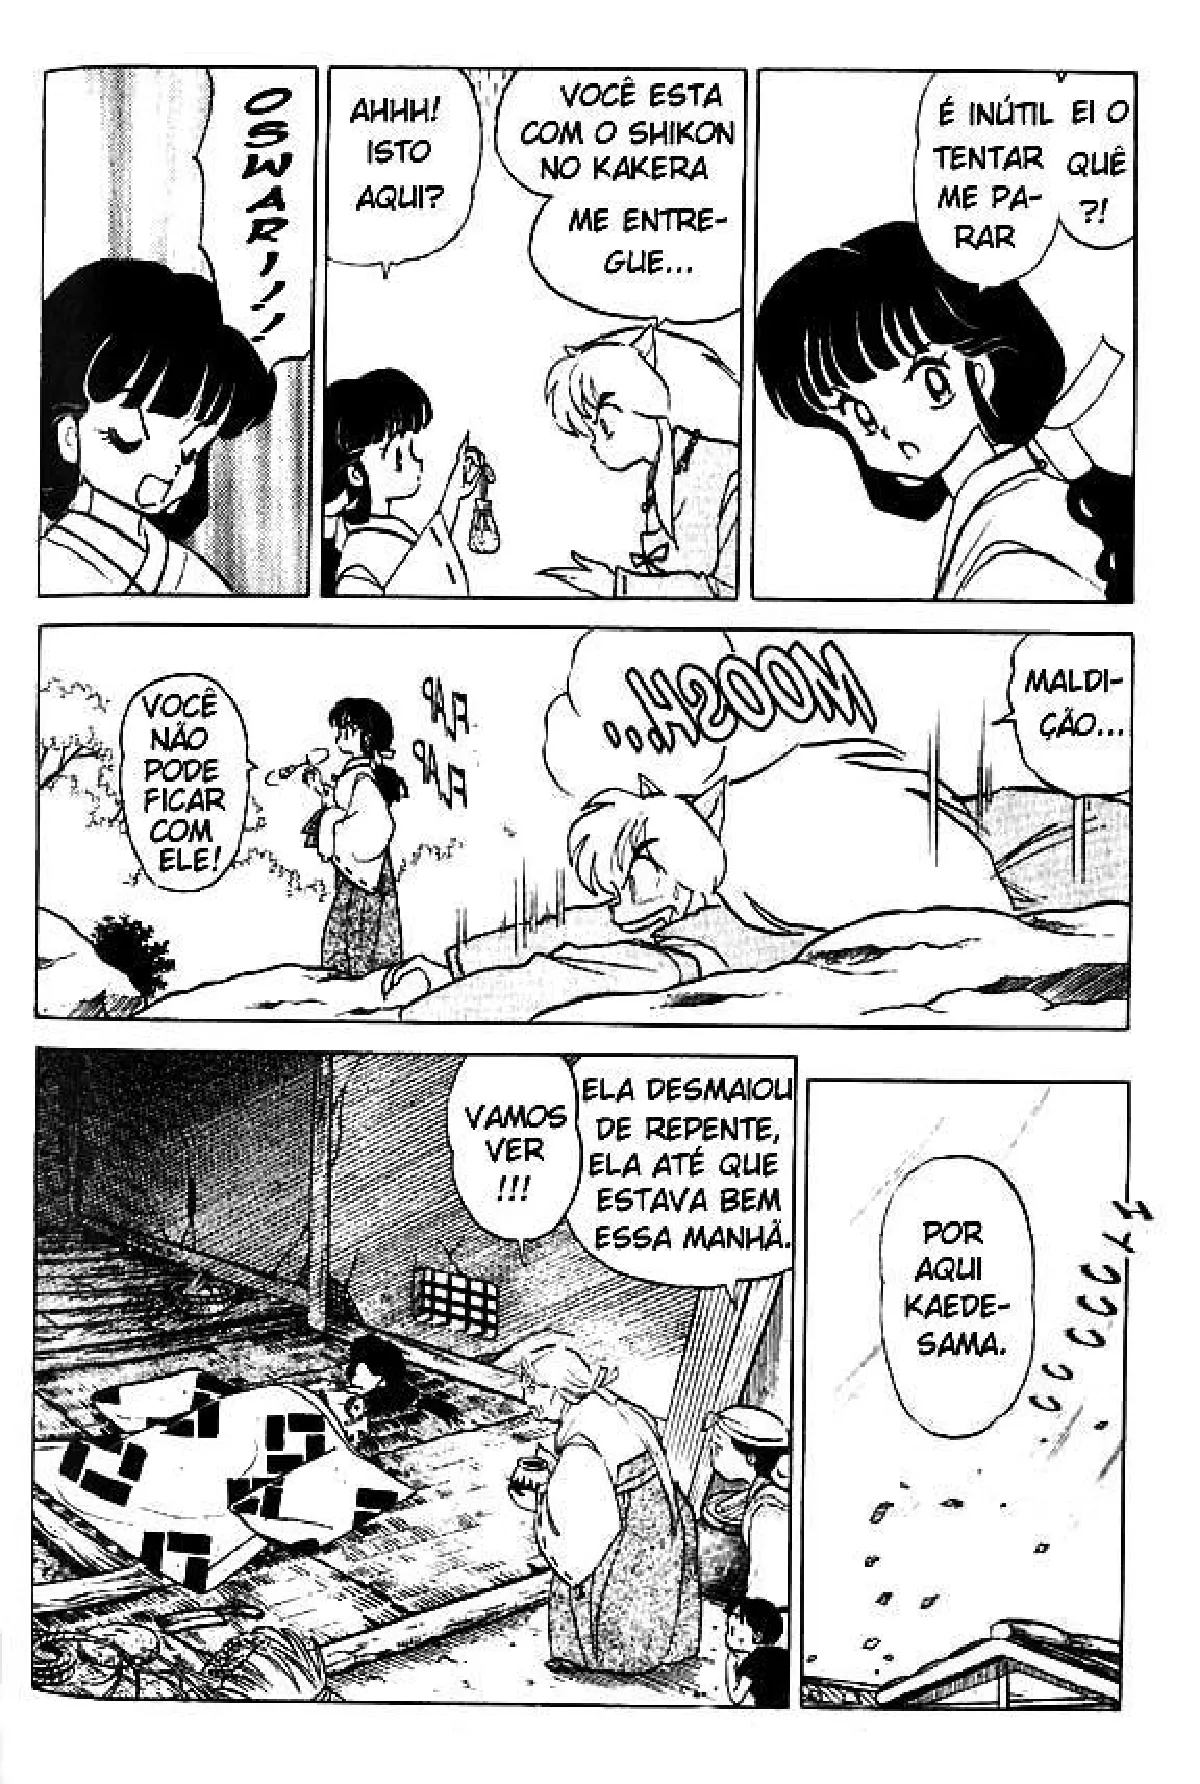 EI O
QUÊ
?!
É INÚTIL
TENTAR
ME PA-
RAR
VOCÊ ESTA
COM O SHIKON
NO KAKERA
ME ENTRE-
GUE...
AHHH!
ISTO
AQUI?
OSWARI!!
MALDI-
ÇÃO...
WOOSH...
FLAP
FLAP
VOCÊ
NÃO
PODE
FICAR
COM
ELE!
POR
AQUI
KAEDE-
SAMA.
ELA DESMAIOU
DE REPENTE,
ELA ATÉ QUE
ESTAVA BEM
ESSA MANHÃ.
VAMOS
VER
!!!